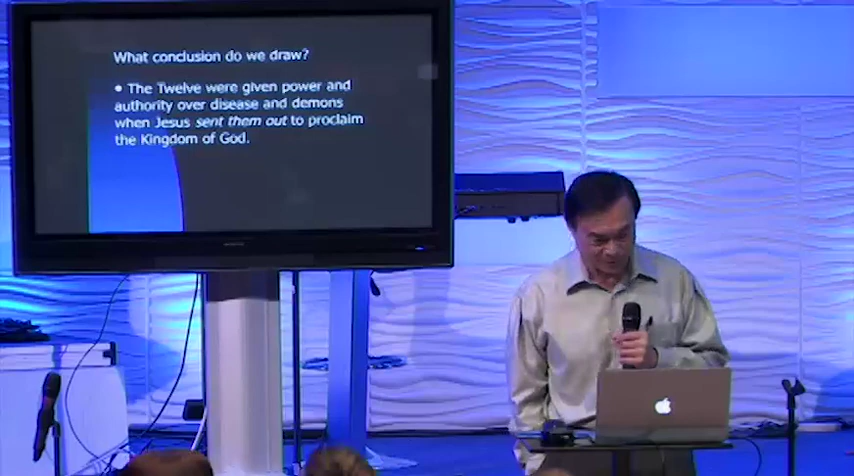 What conclusion do we draw?
• The Twelve were given power and
authority over disease and demons
when Jesus sent them out to proclaim
the Kingdom of God.